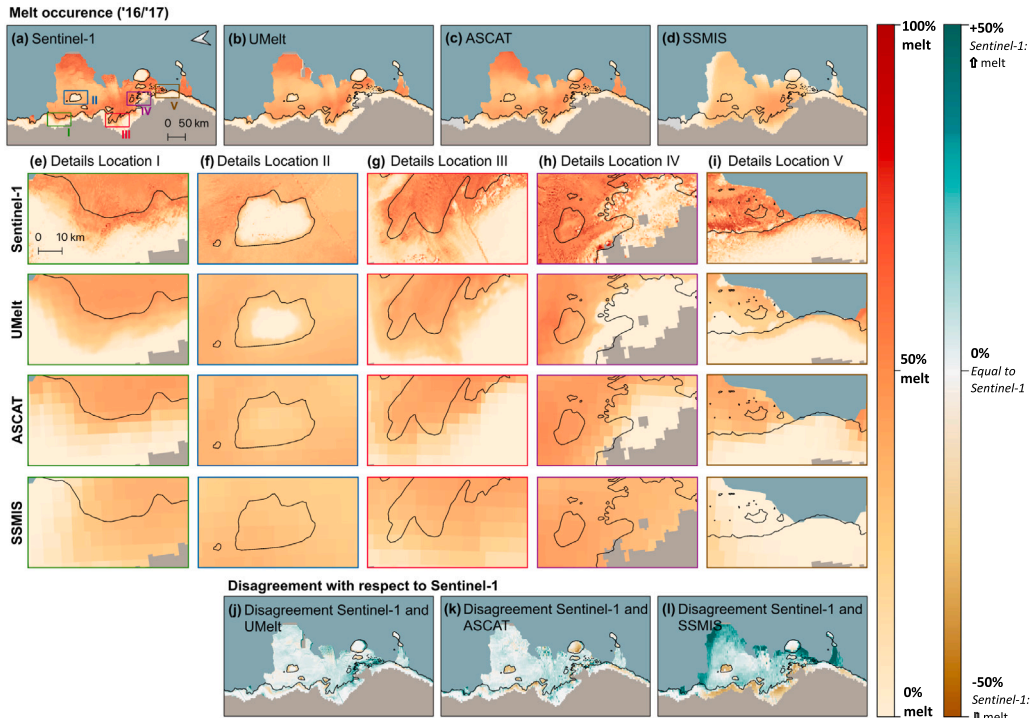 Melt occurence ('16/'17)
(a) Sentinel-1
(b) UMelt
(c) ASCAT
(d) SSMIS
II
IV
V
I
III
0 50 km
(e) Details Location I
(f) Details Location II
(g) Details Location III
(h) Details Location IV
(i) Details Location V
Sentinel-1
0 10 km
UMelt
ASCAT
SSMIS
Disagreement with respect to Sentinel-1
(j) Disagreement Sentinel-1 and
UMelt
(k) Disagreement Sentinel-1 and
ASCAT
(l) Disagreement Sentinel-1 and
SSMIS
100%
melt
50%
melt
0%
melt
+50%
Sentinel-1:
⇧ melt
0%
Equal to
Sentinel-1
-50%
Sentinel-1:
melt